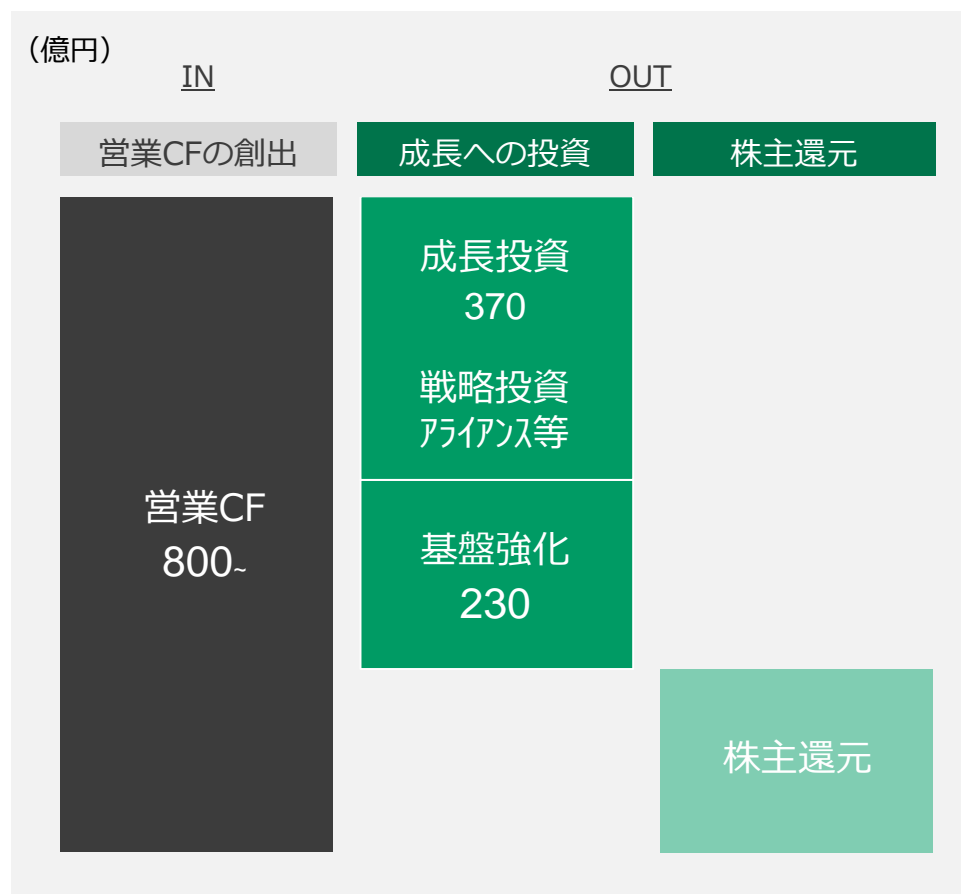 （億円）
IN
OUT
営業CFの創出
成長への投資
株主還元
成長投資
370
戦略投資
ｱﾗｲｱﾝｽ等
営業CF
800~
基盤強化
230
株主還元